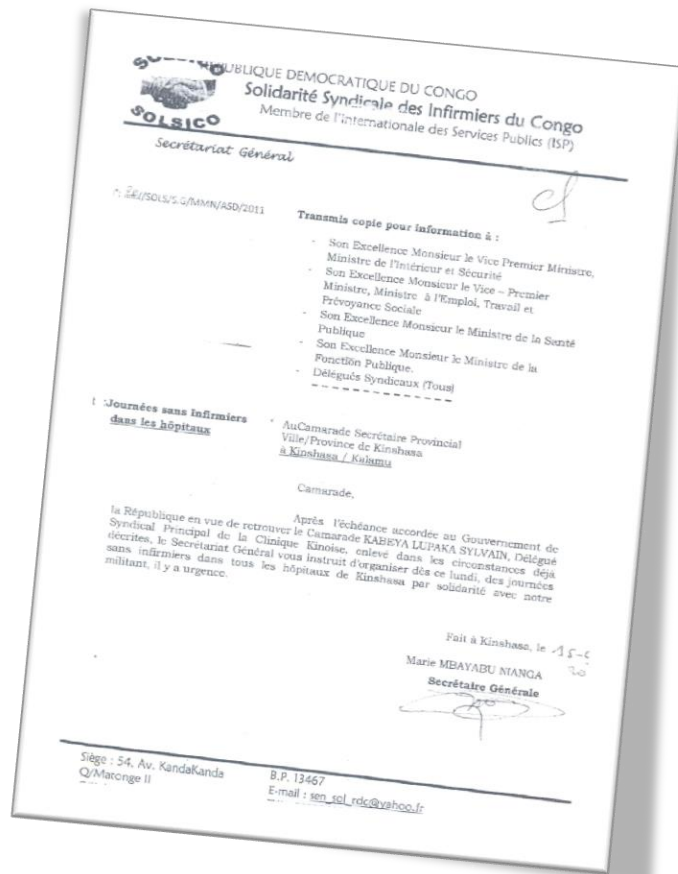 SOLSICO
REPUBLIQUE DEMOCRATIQUE DU CONGO
Solidarité Syndicale des Infirmiers du Congo
Membre de l'Internationale des Services Publics (ISP)
Secrétariat Général
/SOLS/S.G/MMN/ASD/2011
Transmis copie pour information à :
- Son Excellence Monsieur le Vice Premier Ministre,
Ministre de l'Intérieur et Sécurité
- Son Excellence Monsieur le Vice – Premier
Ministre, Ministre à l'Emploi, Travail et
Prévoyance Sociale
- Son Excellence Monsieur le Ministre de la Santé
Publique
- Son Excellence Monsieur le Ministre de la
Fonction Publique.
- Délégués Syndicaux (Tous)
:Journées sans Infirmiers
dans les hôpitaux
- AuCamarade Secrétaire Provincial
Ville/Province de Kinshasa
à Kinshasa / Kalamu
Camarade,
Après l'échéance accordée au Gouvernement de
la République en vue de retrouver le Camarade KABEYA LUPAKA SYLVAIN, Délégué
Syndical Principal de la Clinique Kinoise, enlevé dans les circonstances déjà
décrites, le Secrétariat Général vous instruit d'organiser dès ce lundi, des journées
sans infirmiers dans tous les hôpitaux de Kinshasa par solidarité avec notre
militant, il y a urgence.
Fait à Kinshasa, le 15-
Marie MBAYABU NIANGA
Secrétaire Générale
Siège : 54, Av. KandaKanda
Q/Matonge II
B.P. 13467
E-mail : sen_sol_rdc@yahoo.fr